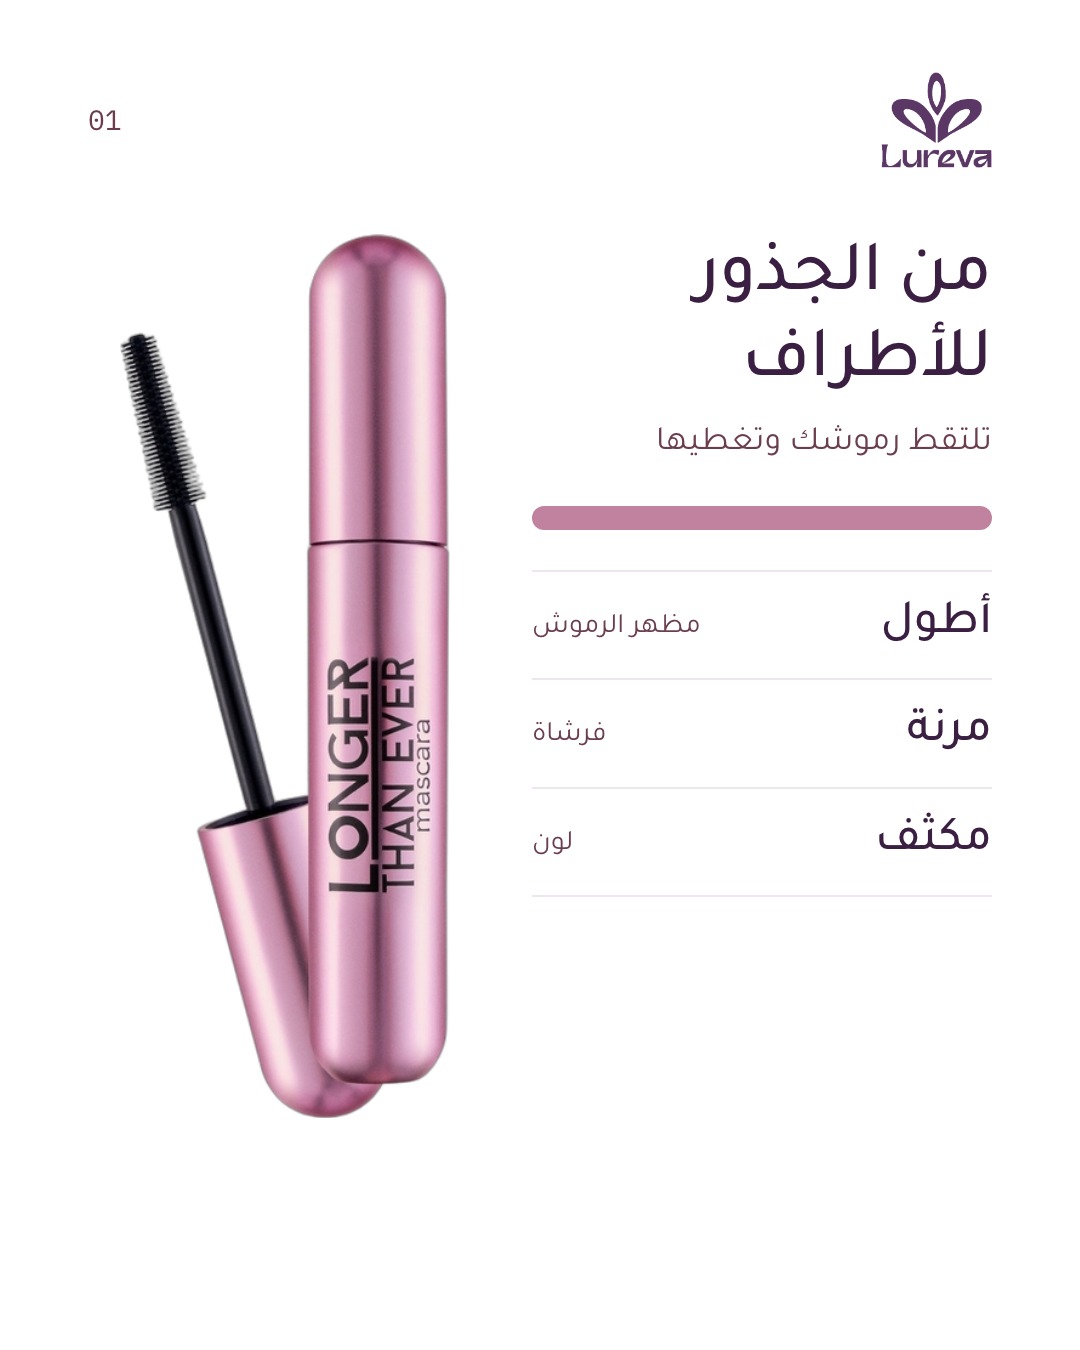 01
Lureva
من الجذور
للأطراف
تلتقط رموشك وتغطيها
أطول
مظهر الرموش
مرنة
فرشاة
مكثف
لون
LONGER
THAN EVER
mascara